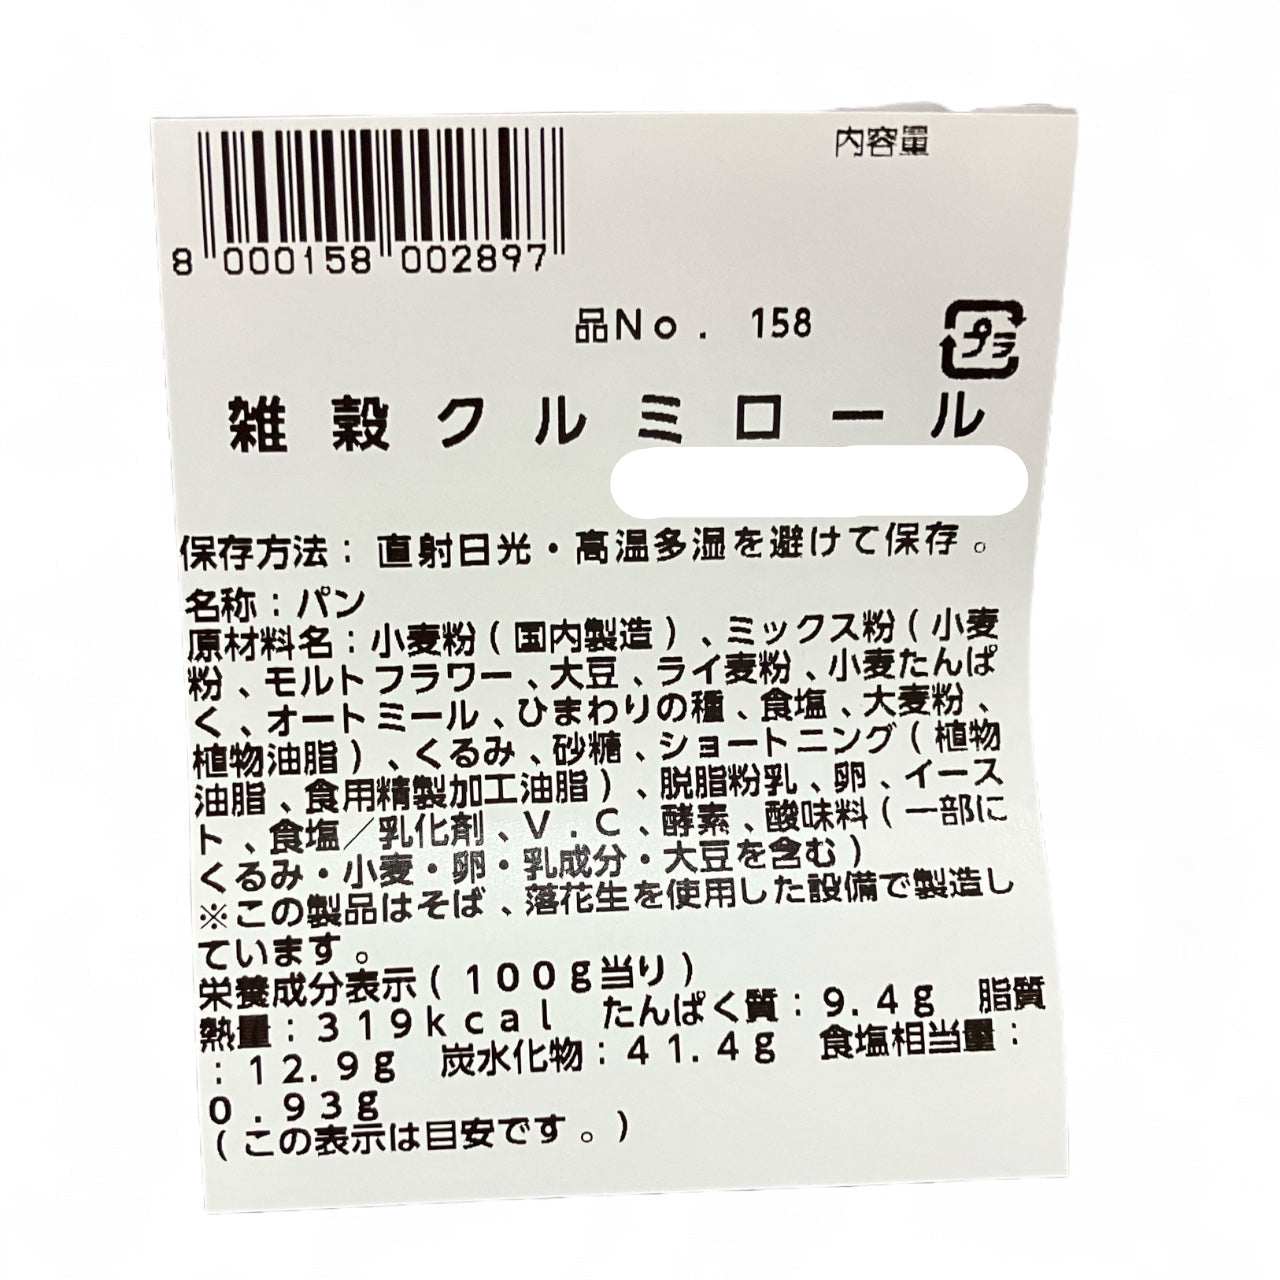 内容量
8 000158 002897
品No. 158
プラ
雑穀クルミロール
保存方法：直射日光・高温多湿を避けて保存。
名称：パン
原材料名：小麦粉(国内製造)、ミックス粉(小麦
粉、モルトフラワー、大豆、ライ麦粉、小麦たんぱ
く、オートミール、ひまわりの種、食塩、大麦粉、
植物油脂)、くるみ、砂糖、ショートニング(植物
油脂、食用精製加工油脂)、脱脂粉乳、卵、イース
ト、食塩／乳化剤、V.C、酵素、酸味料(一部に
くるみ・小麦・卵・乳成分・大豆を含む)
※この製品はそば、落花生を使用した設備で製造し
ています。
栄養成分表示(100g当り)
熱量：319kcal たんぱく質：9.4g 脂質
：12.9g 炭水化物：41.4g 食塩相当量：
0.93g
(この表示は目安です。)